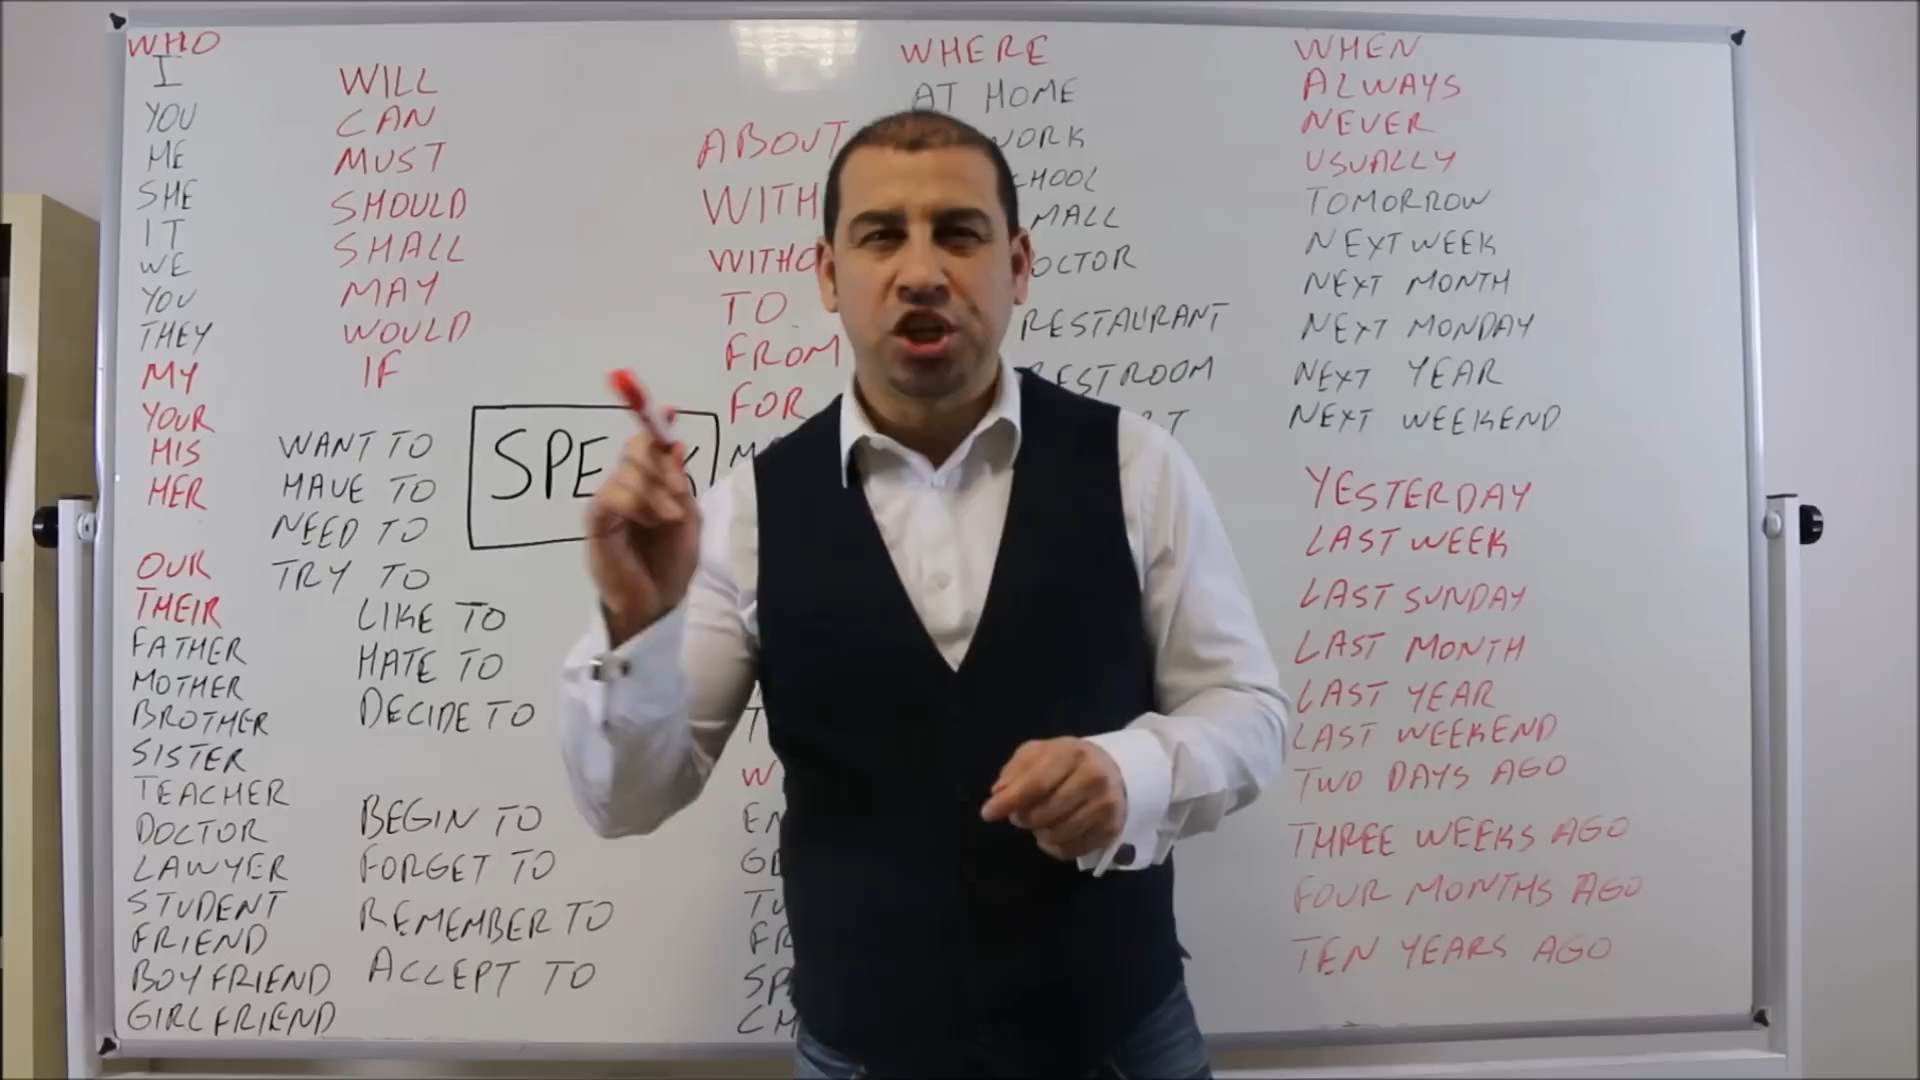 WHO
I
YOU
ME
SHE
IT
WE
YOU
THEY
MY
YOUR
HIS
HER
OUR
THEIR
FATHER
MOTHER
BROTHER
SISTER
TEACHER
DOCTOR
LAWYER
STUDENT
FRIEND
BOYFRIEND
GIRLFRIEND
WILL
CAN
MUST
SHOULD
SHALL
MAY
WOULD
IF
WANT TO
HAVE TO
NEED TO
TRY TO
LIKE TO
HATE TO
DECIDE TO
BEGIN TO
FORGET TO
REMEMBER TO
ACCEPT TO
ABOUT
WITH
TO
FROM
FOR
WHERE
AT HOME
RESTAURANT
WHEN
ALWAYS
NEVER
USUALLY
TOMORROW
NEXT WEEK
NEXT MONTH
NEXT MONDAY
NEXT YEAR
NEXT WEEKEND
YESTERDAY
LAST WEEK
LAST SUNDAY
LAST MONTH
LAST YEAR
LAST WEEKEND
TWO DAYS AGO
THREE WEEKS AGO
FOUR MONTHS AGO
TEN YEARS AGO